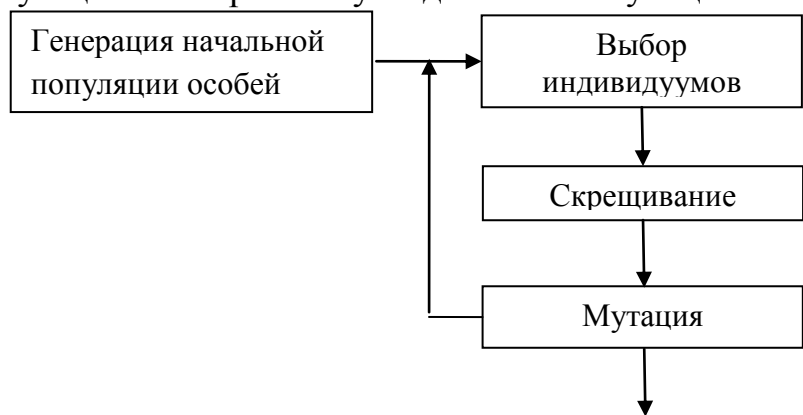 Генерация начальной
популяции особей
Выбор
индивидуумов
Скрещивание
Мутация